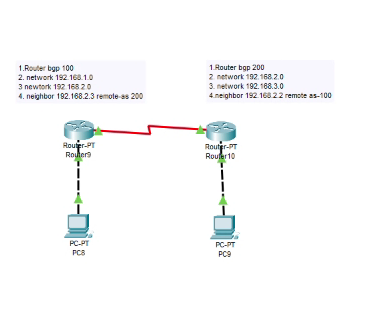 1.Router bgp 100
2. network 192.168.1.0
3 newtork 192.168.2.0
4. neighbor 192.168.2.3 remote-as 200
1.Router bgp 200
2. network 192.168.2.0
3. network 192.168.3.0
4.neighbor 192.168.2.2 remote as-100
Router-PT
Router9
Router-PT
Router10
PC-PT
PC8
PC-PT
PC9